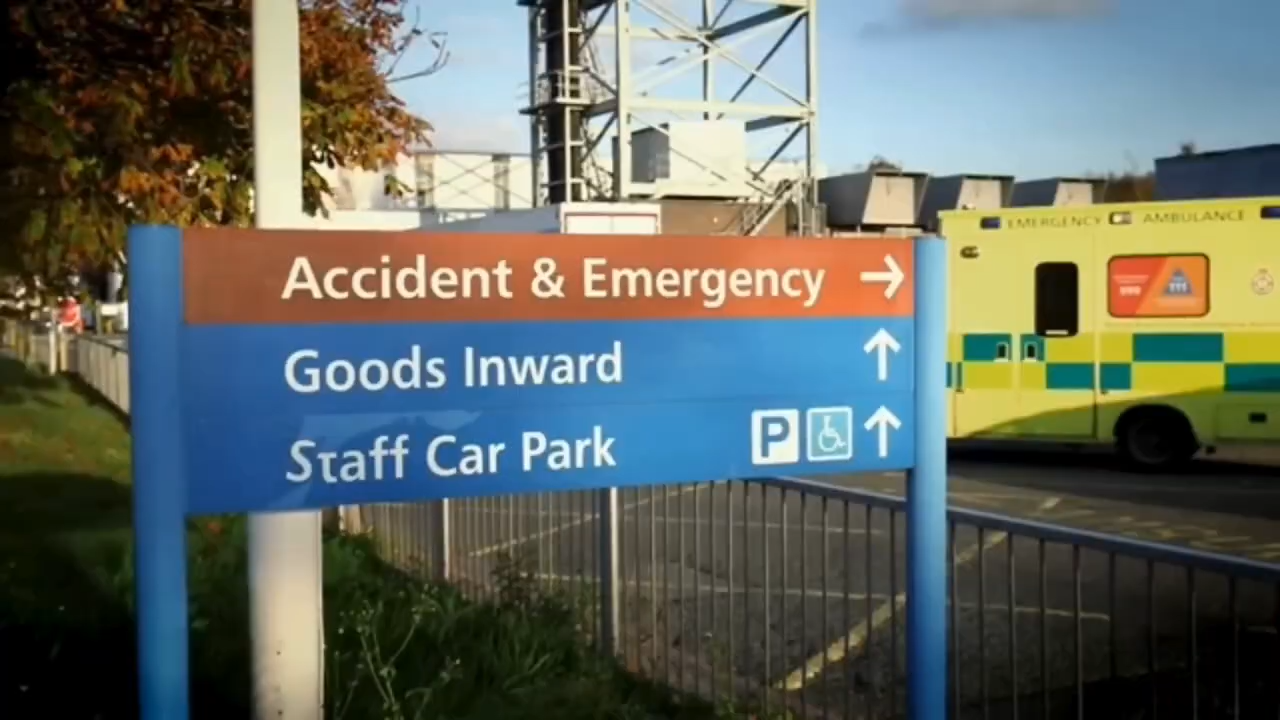 EMERGENCY AMBULANCE
Accident & Emergency →
Goods Inward ↑
Staff Car Park P ↑